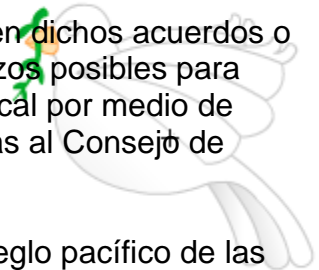 en dichos acuerdos o
zos posibles para
cal por medio de
as al Consejo de
eglo pacífico de las